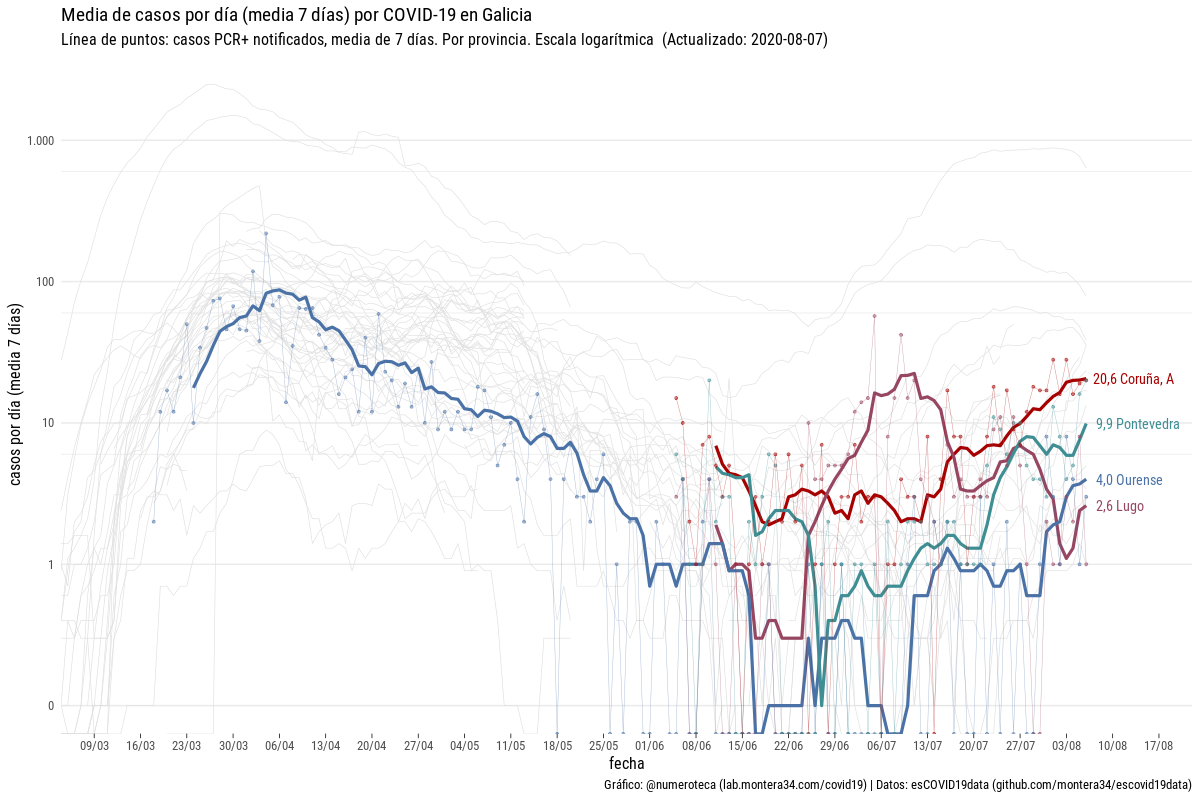 Media de casos por día (media 7 días) por COVID-19 en Galicia
Línea de puntos: casos PCR+ notificados, media de 7 días. Por provincia. Escala logarítmica (Actualizado: 2020-08-07)
casos por día (media 7 días)
1.000
100
10
1
0
20,6 Coruña, A
9,9 Pontevedra
4,0 Ourense
2,6 Lugo
09/03 16/03 23/03 30/03 06/04 13/04 20/04 27/04 04/05 11/05 18/05 25/05 01/06 08/06 15/06 22/06 29/06 06/07 13/07 20/07 27/07 03/08 10/08 17/08
fecha
Gráfico: @numeroteca (lab.montera34.com/covid19) | Datos: esCOVID19data (github.com/montera34/escovid19data)